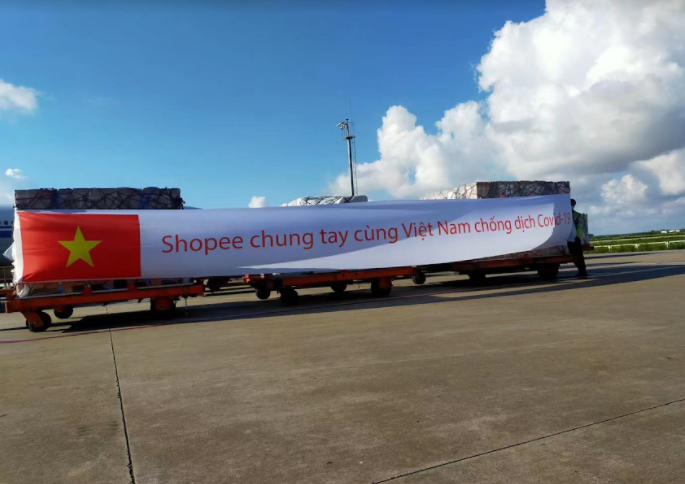 Shopee chung tay cùng Việt Nam chống dịch Covid-19